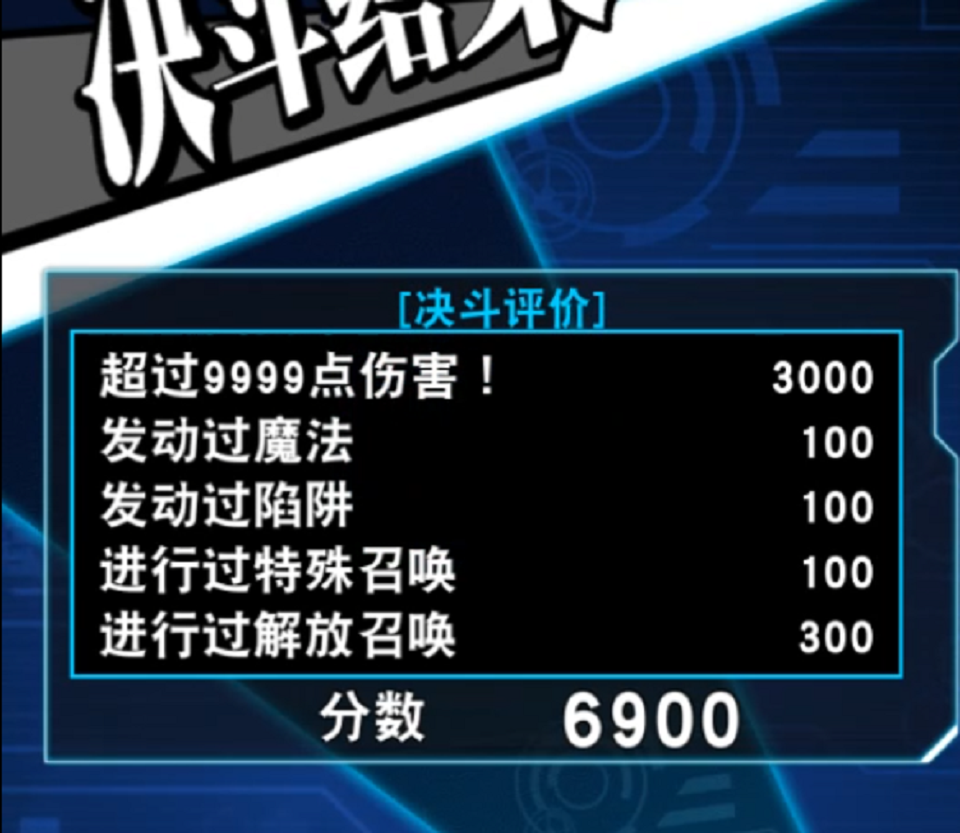 决斗结果
[决斗评价]
超过9999点伤害！ 3000
发动过魔法 100
发动过陷阱 100
进行过特殊召唤 100
进行过解放召唤 300
分数 6900